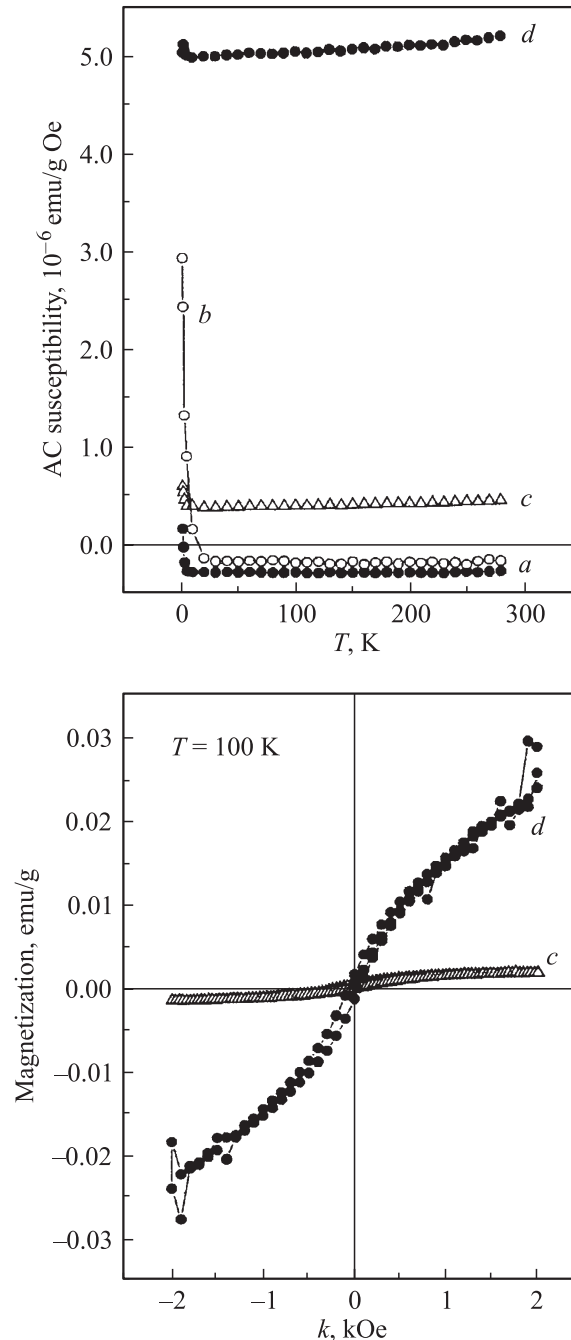 5.0
4.0
3.0
2.0
1.0
0.0
AC susceptibility, 10⁻⁶ emu/g Oe
d
b
c
a
0
100
200
300
T, K
T = 100 K
0.03
0.02
0.01
0.00
–0.01
–0.02
–0.03
Magnetization, emu/g
d
c
–2
–1
0
1
2
k, kOe